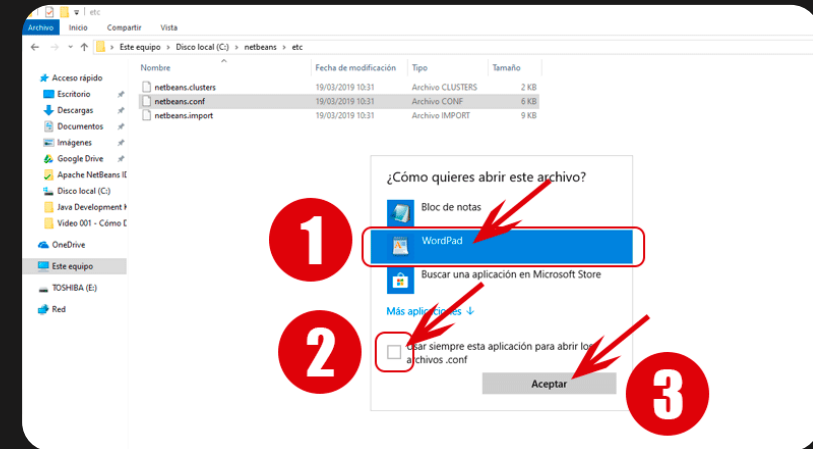 etc
Archivo Inicio Compartir Vista
Este equipo > Disco local (C:) > netbeans > etc
Nombre Fecha de modificación Tipo Tamaño
netbeans.clusters 19/03/2019 10:31 Archivo CLUSTERS 2 KB
netbeans.conf 19/03/2019 10:31 Archivo CONF 6 KB
netbeans.import 19/03/2019 10:31 Archivo IMPORT 9 KB
Acceso rápido
Escritorio
Descargas
Documentos
Imágenes
Google Drive
Apache NetBeans
Disco local (C:)
Java Development
Video 001 - Cómo
OneDrive
Este equipo
TOSHIBA (E:)
Red
¿Cómo quieres abrir este archivo?
Bloc de notas
1
WordPad
Buscar una aplicación en Microsoft Store
Más aplicaciones
2
Usar siempre esta aplicación para abrir los
archivos .conf
Aceptar
3